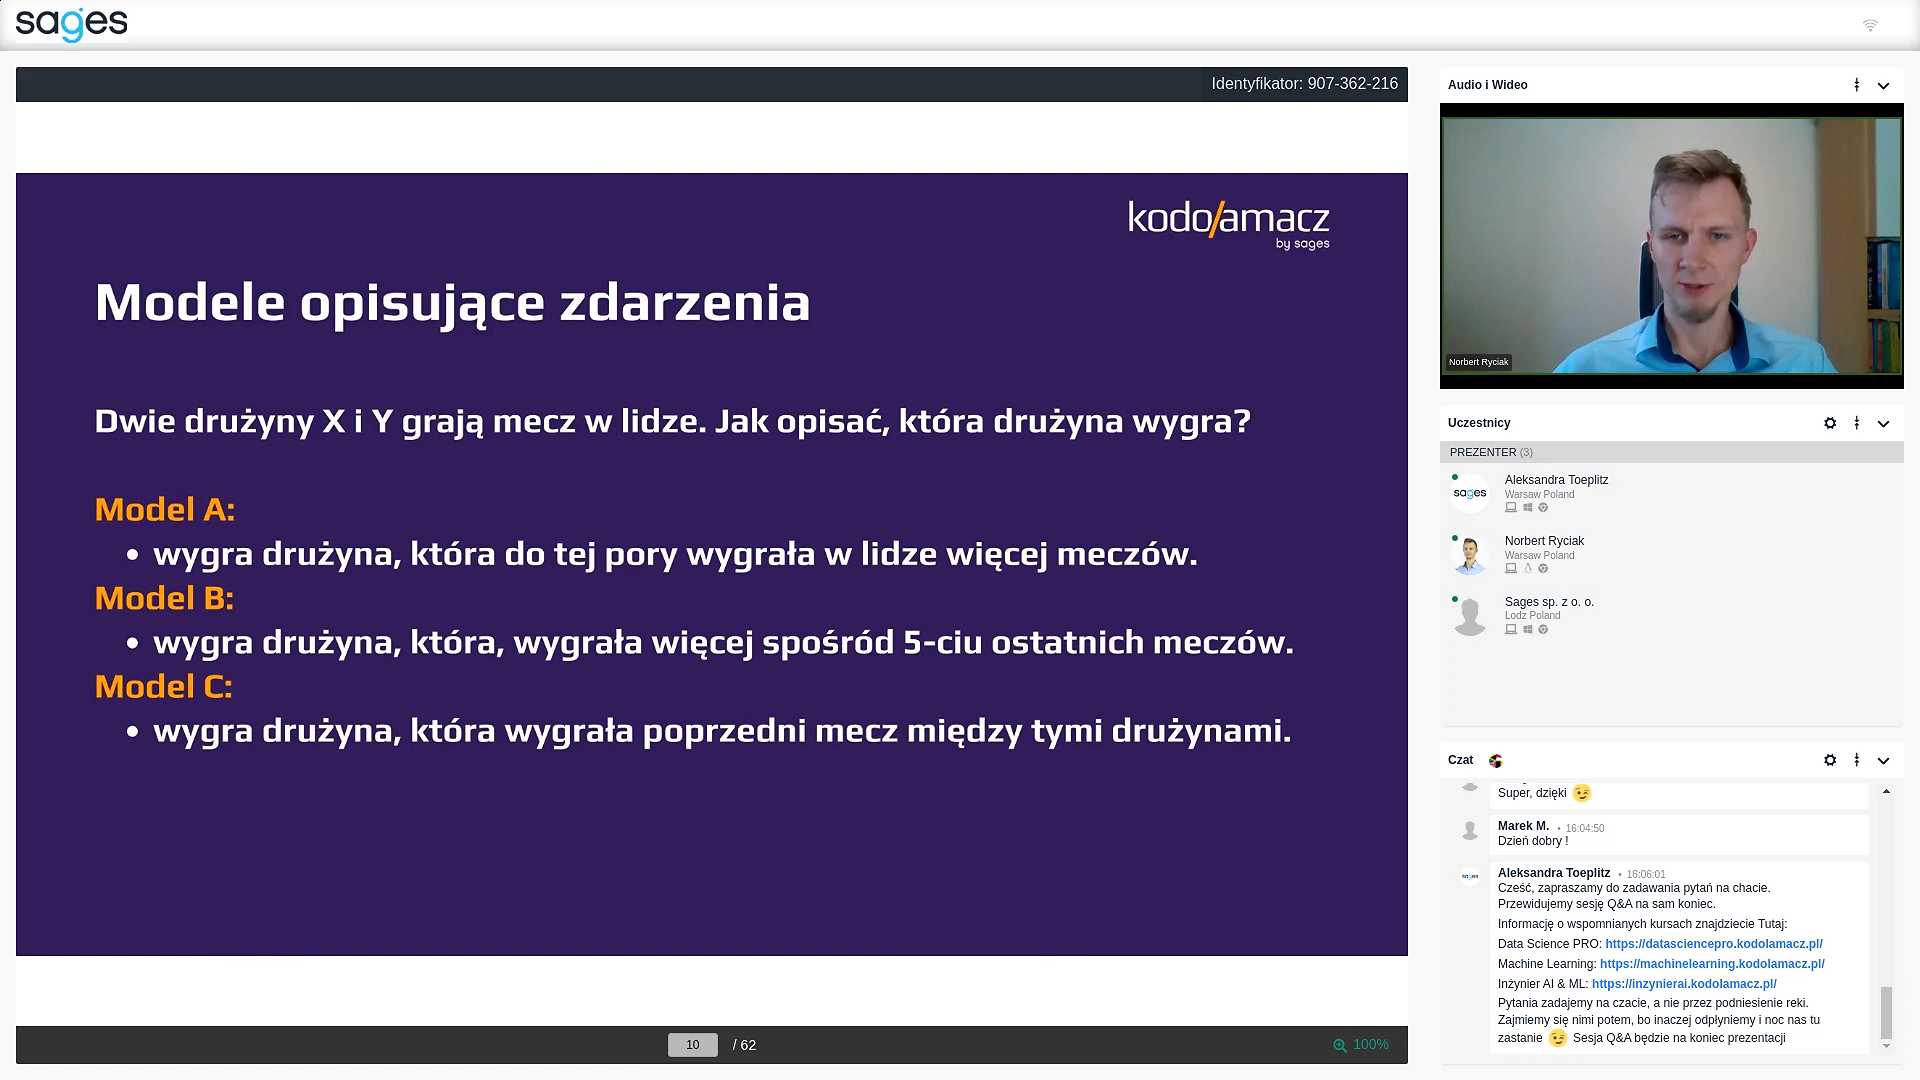 sages
Identyfikator: 907-362-216
kodołamacz
by sages
Modele opisujące zdarzenia
Dwie drużyny X i Y grają mecz w lidze. Jak opisać, która drużyna wygra?
Model A:
• wygra drużyna, która do tej pory wygrała w lidze więcej meczów.
Model B:
• wygra drużyna, która, wygrała więcej spośród 5-ciu ostatnich meczów.
Model C:
• wygra drużyna, która wygrała poprzedni mecz między tymi drużynami.
10 / 62
100%
Audio i Wideo
Norbert Ryciak
Uczestnicy
PREZENTER (3)
sages
Aleksandra Toeplitz
Warsaw Poland
Norbert Ryciak
Warsaw Poland
Sages sp. z o. o.
Lodz Poland
Czat
Super, dzięki
Marek M. • 16:04:50
Dzień dobry !
sages
Aleksandra Toeplitz • 16:06:01
Cześć, zapraszamy do zadawania pytań na chacie.
Przewidujemy sesję Q&A na sam koniec.
Informację o wspomnianych kursach znajdziecie Tutaj:
Data Science PRO: https://datasciencepro.kodolamacz.pl/
Machine Learning: https://machinelearning.kodolamacz.pl/
Inżynier AI & ML: https://inzynierai.kodolamacz.pl/
Pytania zadajemy na czacie, a nie przez podniesienie reki.
Zajmiemy się nimi potem, bo inaczej odpłyniemy i noc nas tu
zastanie 😉 Sesja Q&A będzie na koniec prezentacji